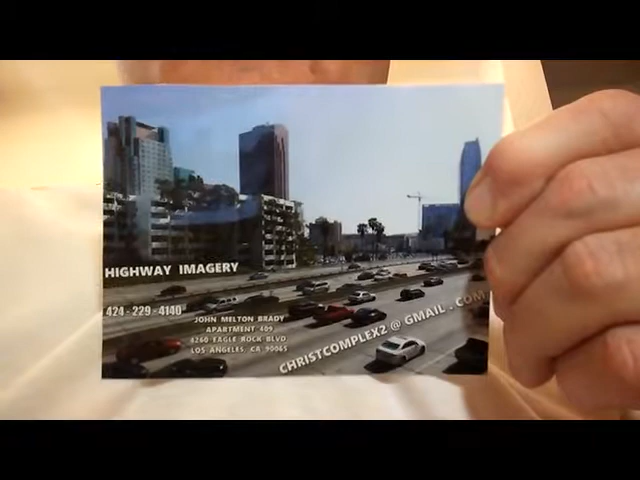 HIGHWAY IMAGERY
424-229-4140
JOHN MELTON BRADY
APARTMENT 409
4260 EAGLE ROCK BLVD
LOS ANGELES CA 90065
CHRISTCOMPLEX2 @ GMAIL . COM